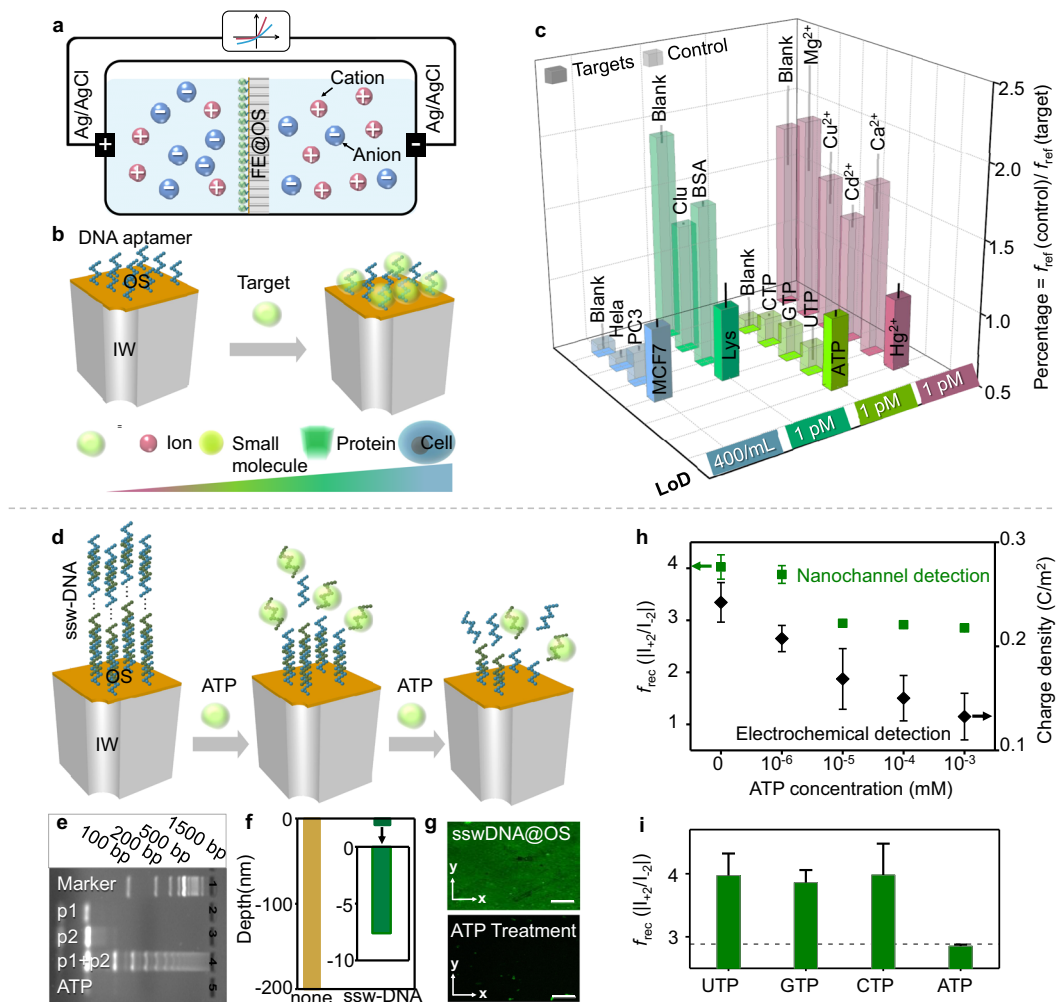 a
Ag/AgCl
+
Cation
FE@OS
Anion
Ag/AgCl
-
b
DNA aptamer
OS
IW
Target
=
Ion
Small
molecule
Protein
Cell
c
Targets
Control
Blank
Clu
BSA
Blank
Mg2+
Cu2+
Cd2+
Ca2+
Blank
Hela
PC3
MCF7
Lys
Blank
CTP
GTP
UTP
ATP
Hg2+
2.5
2.0
1.5
1.0
0.5
Percentage = fref (control)/ fref (target)
LoD
400/mL
1 pM
1 pM
1 pM
d
ssw-DNA
OS
IW
ATP
ATP
e
100 bp
200 bp
500 bp
1500 bp
Marker
p1
p2
p1+p2
ATP
1
2
3
4
5
f
Depth(nm)
0
-100
-200
0
-5
-10
none
ssw-DNA
g
sswDNA@OS
y
x
ATP Treatment
y
x
h
frec (|I+2/I-2|)
4
3
2
1
Nanochannel detection
Electrochemical detection
0.3
0.2
0.1
Charge density (C/m2)
0
10-6
10-5
10-4
10-3
ATP concentration (mM)
i
frec (|I+2/I-2|)
4
3
UTP
GTP
CTP
ATP